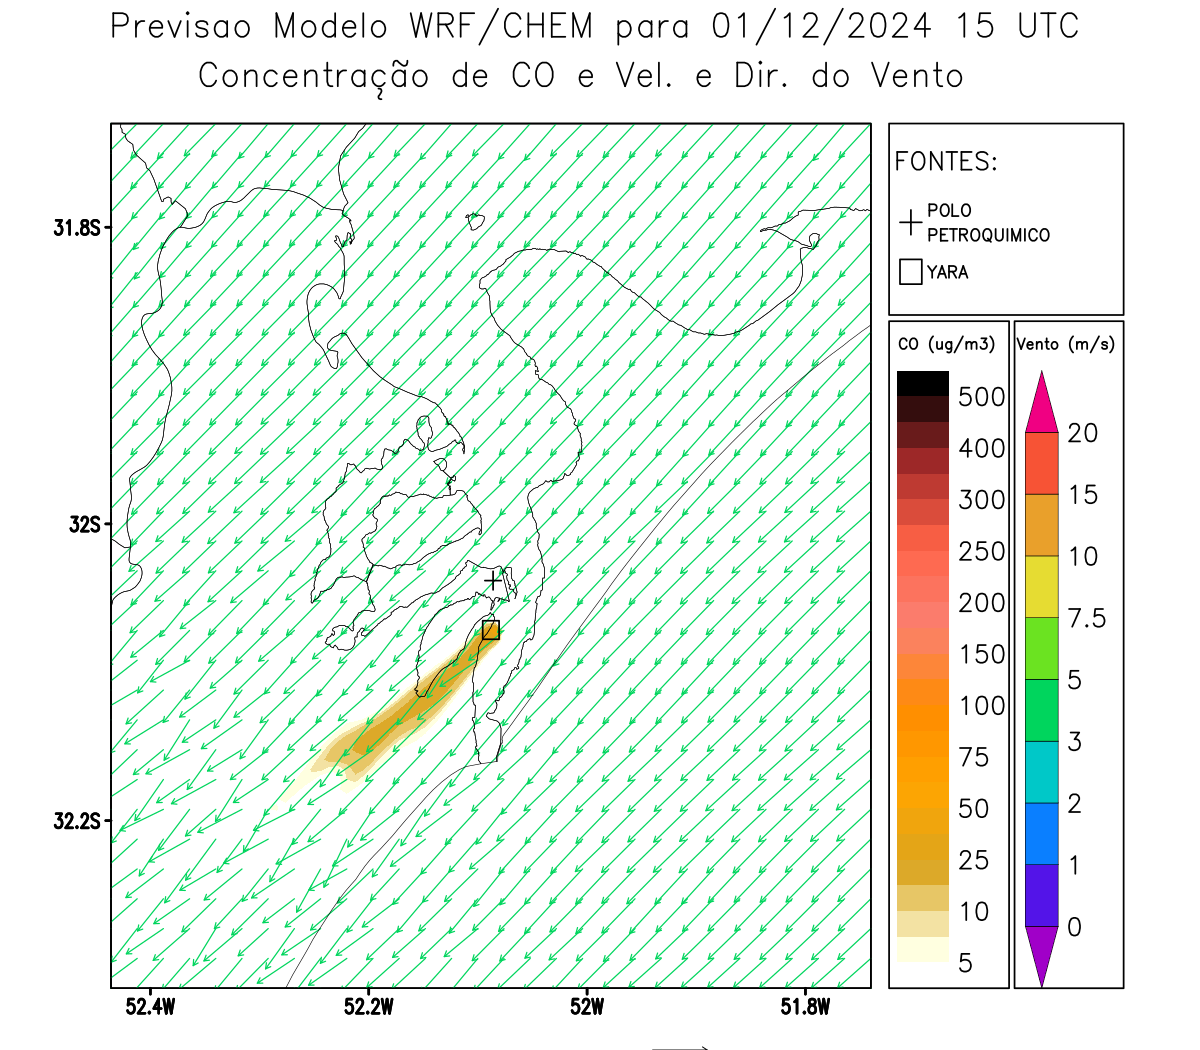 Previsao Modelo WRF/CHEM para 01/12/2024 15 UTC
Concentração de CO e Vel. e Dir. do Vento
FONTES:
POLO
PETROQUIMICO
YARA
CO (ug/m3)
500
400
300
250
200
150
100
75
50
25
10
5
Vento (m/s)
20
15
10
7.5
5
3
2
1
0
31.8S
32S
32.2S
52.4W
52.2W
52W
51.8W